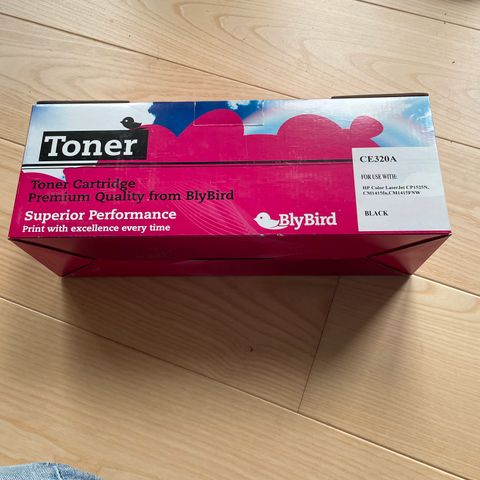 Toner
Toner Cartridge
Premium Quality from BlyBird
Superior Performance
Print with excellence every time
BlyBird
CE320A
FOR USE WITH:
HP Color LaserJet CP1525N,
CM1415fn,CM1415FNW
BLACK